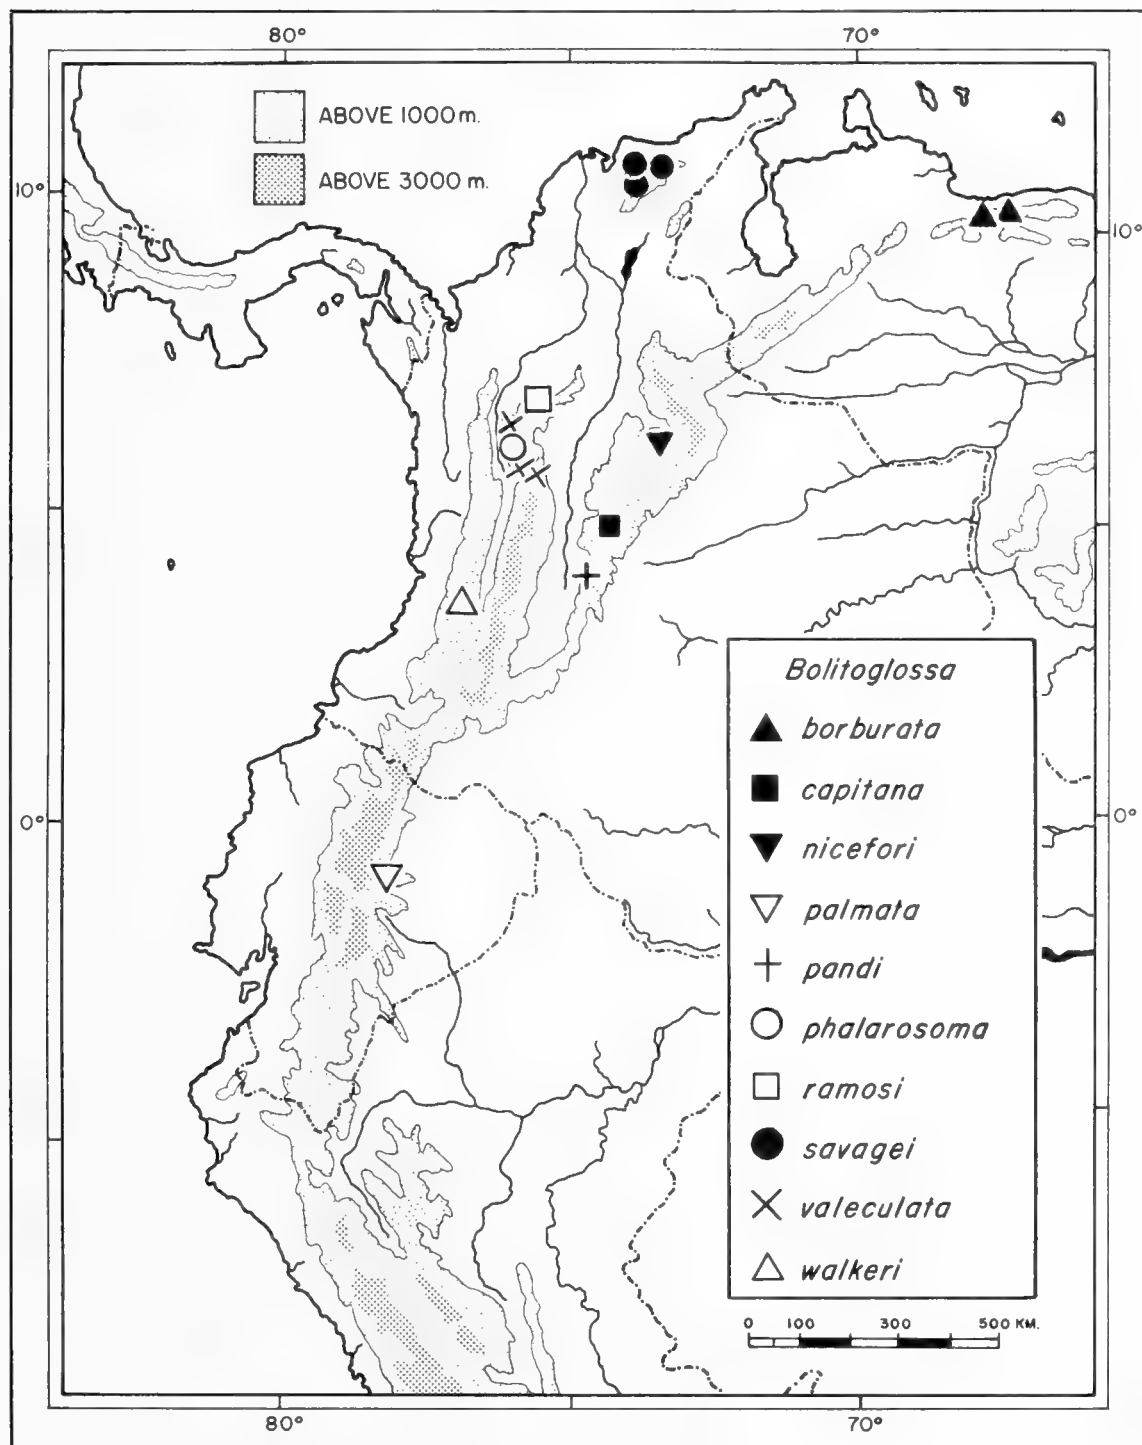 80°
70°
ABOVE 1000 m.
ABOVE 3000 m.
10°
10°
0°
0°
Bolitoglossa
borburata
capitana
nicefori
palmata
pandi
phalarosoma
ramosi
savagei
valeculata
walkeri
0 100 300 500 KM.
80°
70°